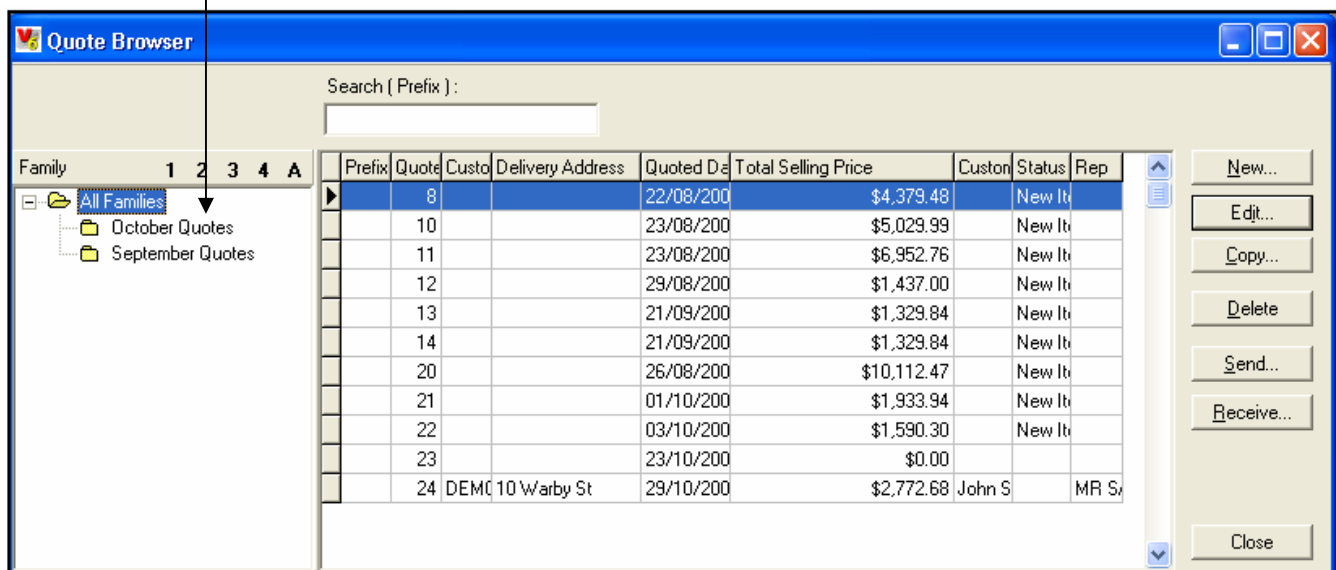 Quote Browser
Search ( Prefix ) :
Family 1 2 3 4 A
All Families
October Quotes
September Quotes
Prefix Quote Custo Delivery Address Quoted Da Total Selling Price Custon Status Rep
8 22/08/200 $4,379.48 New It
10 23/08/200 $5,029.99 New It
11 23/08/200 $6,952.76 New It
12 29/08/200 $1,437.00 New It
13 21/09/200 $1,329.84 New It
14 21/09/200 $1,329.84 New It
20 26/08/200 $10,112.47 New It
21 01/10/200 $1,933.94 New It
22 03/10/200 $1,590.30 New It
23 23/10/200 $0.00
24 DEMO 10 Warby St 29/10/200 $2,772.68 John S MR S
New...
Edit...
Copy...
Delete
Send...
Receive...
Close